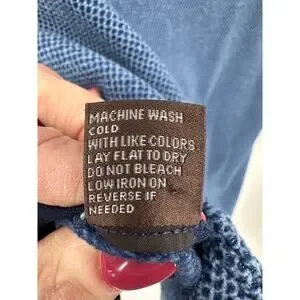 MACHINE WASH
COLD
WITH LIKE COLORS
LAY FLAT TO DRY
DO NOT BLEACH
LOW IRON ON
REVERSE IF
NEEDED